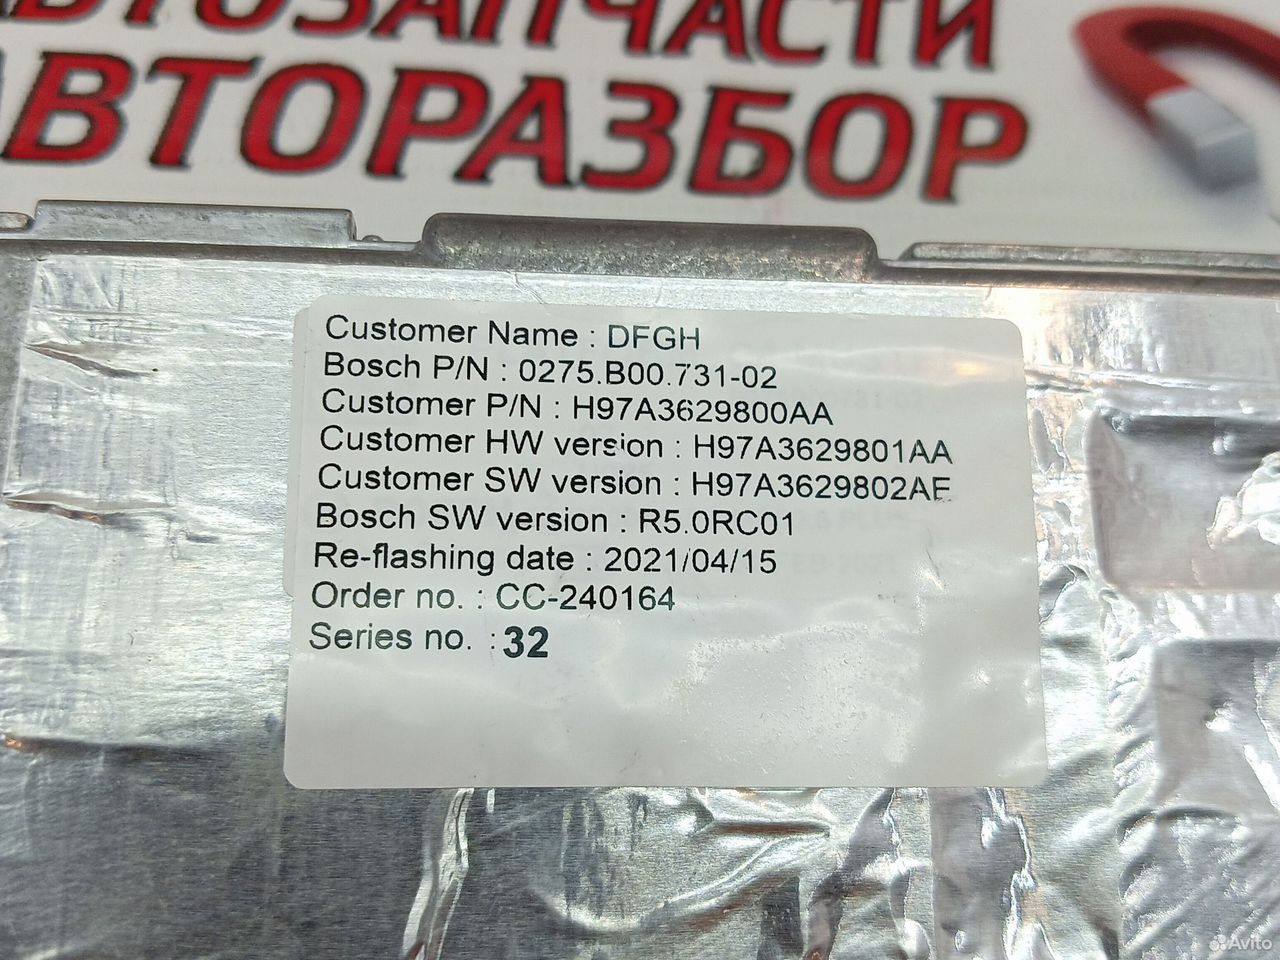 АВТОЗАПЧАСТИ
АВТОРАЗБОР
Customer Name : DFGH
Bosch P/N : 0275.B00.731-02
Customer P/N : H97A3629800AA
Customer HW version : H97A3629801AA
Customer SW version : H97A3629802AE
Bosch SW version : R5.0RC01
Re-flashing date : 2021/04/15
Order no. : CC-240164
Series no. : 32
Avito